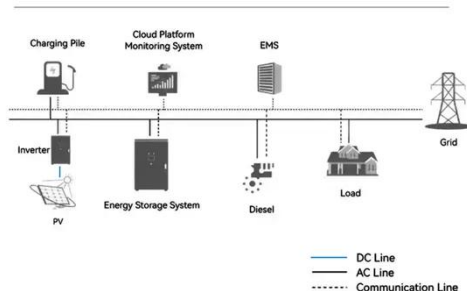 Charging Pile
Cloud Platform
Monitoring System
EMS
Inverter
Grid
PV
Energy Storage System
Diesel
Load
DC Line
AC Line
Communication Line